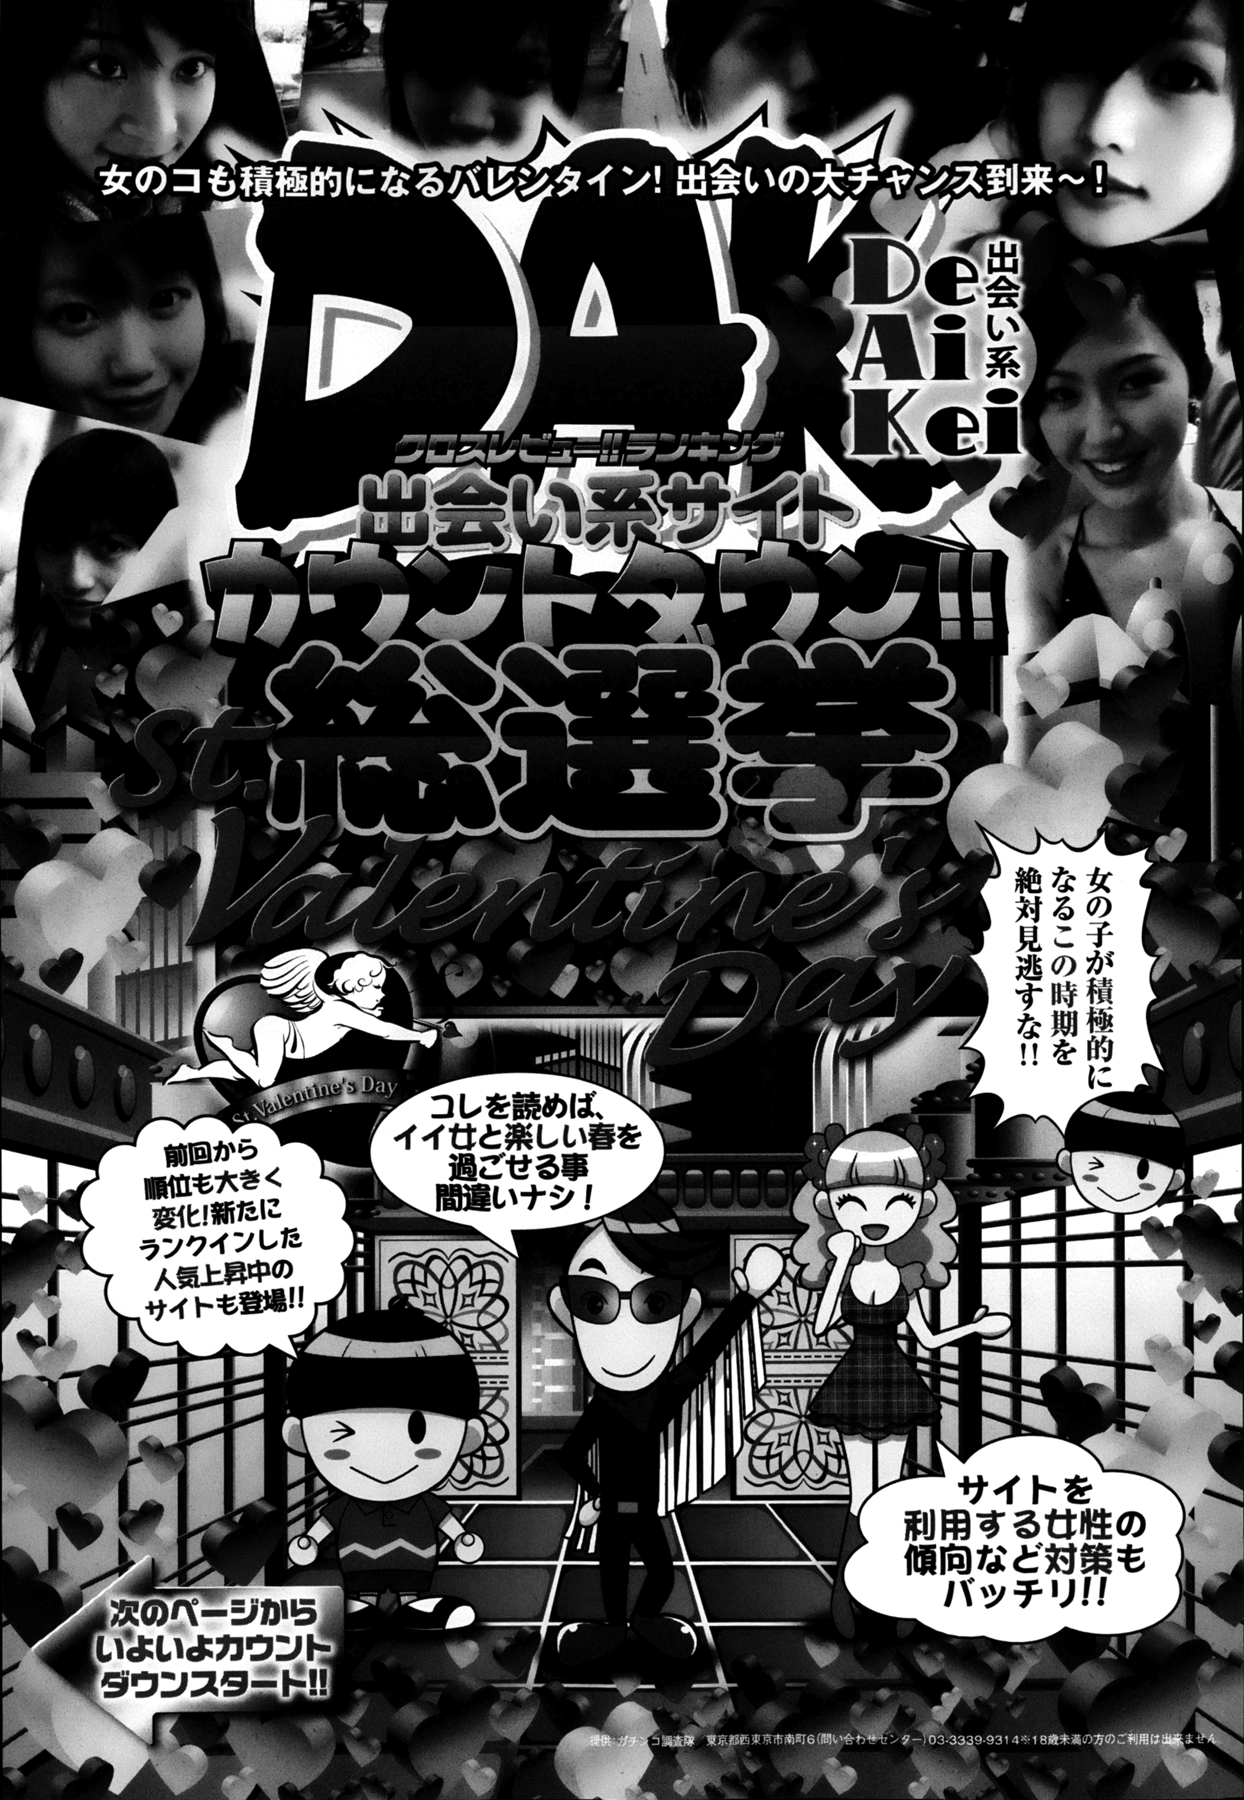 女のコも積極的になるバレンタイン! 出会いの大チャンス到来～!
DAK
De
Ai
Kei
出会い系
クロスレビュー!!ランキング
出会い系サイト
カウントダウン!!
総選挙
St.
Valentine's
Day
女の子が積極的に
なるこの時期を
絶対見逃すな!!
St.Valentine's Day
コレを読めば、
イイ女と楽しい春を
過ごせる事
間違いナシ!
前回から
順位も大きく
変化!新たに
ランクインした
人気上昇中の
サイトも登場!!
サイトを
利用する女性の
傾向など対策も
バッチリ!!
次のページから
いよいよカウント
ダウンスタート!!
提供:ガチンコ調査隊／東京都西東京市南町6(問い合わせセンター)03-3339-9314※18歳未満の方のご利用は出来ません